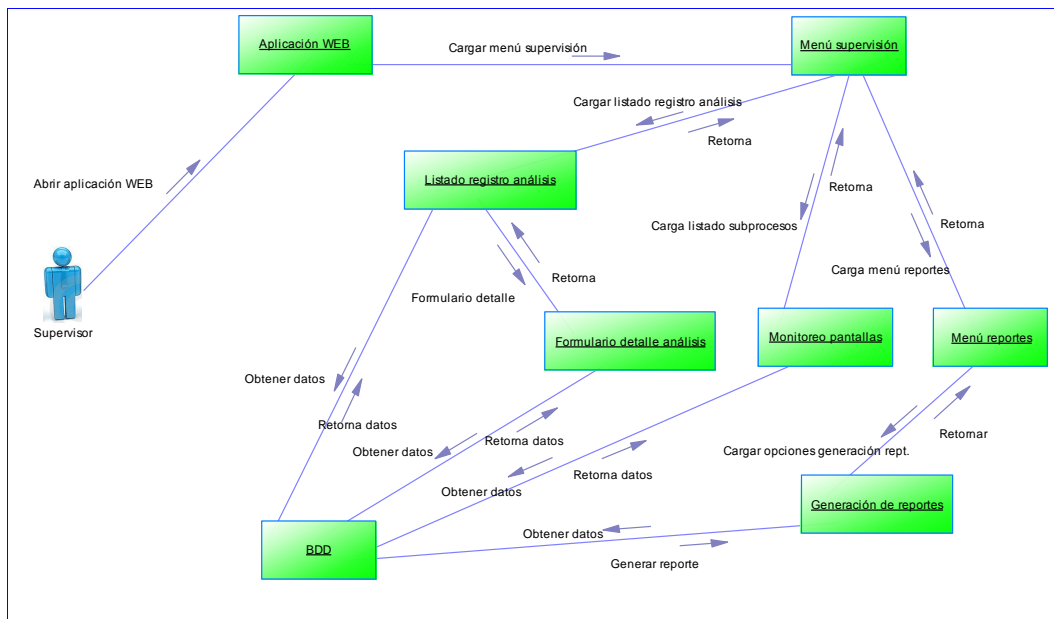 Aplicación WEB
Cargar menú supervisión
Menú supervisión
Cargar listado registro análisis
Retorna
Abrir aplicación WEB
Listado registro análisis
Retorna
Carga listado subprocesos
Retorna
Carga menú reportes
Retorna
Formulario detalle
Supervisor
Formulario detalle análisis
Monitoreo pantallas
Menú reportes
Obtener datos
Retorna datos
Obtener datos
Retorna datos
Obtener datos
Retorna datos
Cargar opciones generación rept.
Retornar
Generación de reportes
Obtener datos
BDD
Generar reporte